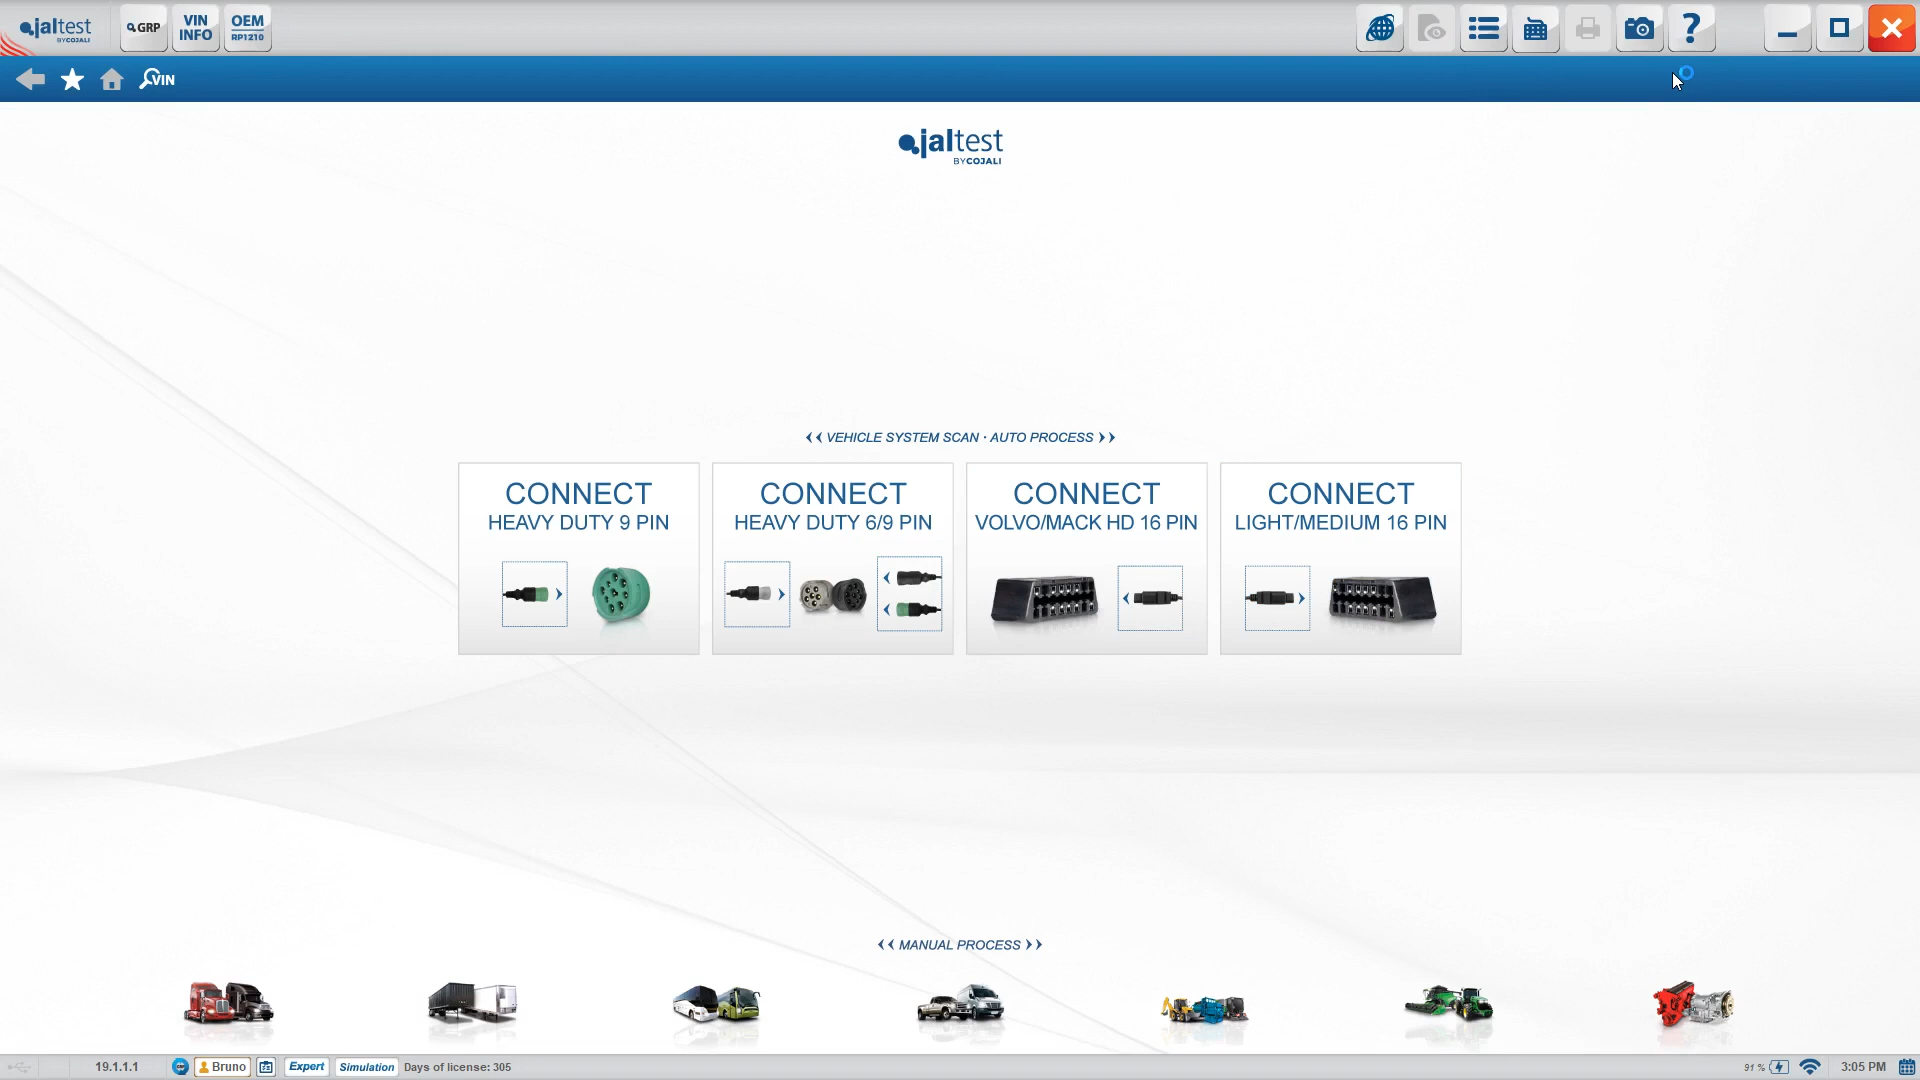 jaltest
BY COJALI
GRP
VIN
INFO
OEM
RP1210
?
VIN
jaltest
BY COJALI
VEHICLE SYSTEM SCAN · AUTO PROCESS
CONNECT
HEAVY DUTY 9 PIN
CONNECT
HEAVY DUTY 6/9 PIN
CONNECT
VOLVO/MACK HD 16 PIN
CONNECT
LIGHT/MEDIUM 16 PIN
MANUAL PROCESS
19.1.1.1
Bruno
Expert
Simulation
Days of license: 305
91 %
3:05 PM